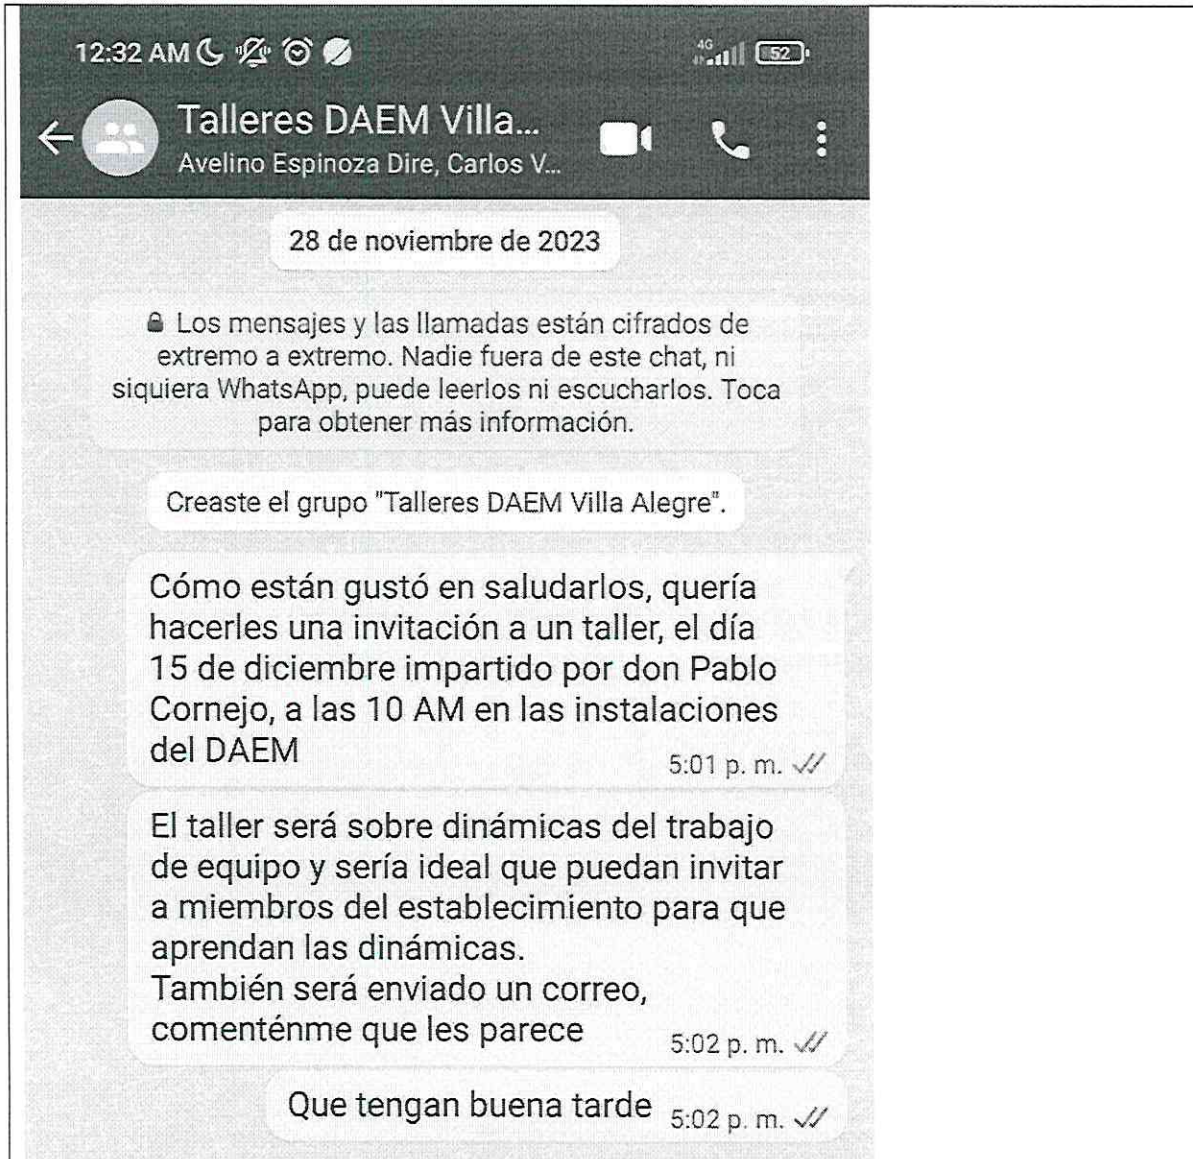 12:32 AM
4G
52
Talleres DAEM Villa...
Avelino Espinoza Dire, Carlos V...
28 de noviembre de 2023
Los mensajes y las llamadas están cifrados de
extremo a extremo. Nadie fuera de este chat, ni
siquiera WhatsApp, puede leerlos ni escucharlos. Toca
para obtener más información.
Creaste el grupo "Talleres DAEM Villa Alegre".
Cómo están gustó en saludarlos, quería
hacerles una invitación a un taller, el día
15 de diciembre impartido por don Pablo
Cornejo, a las 10 AM en las instalaciones
del DAEM
5:01 p. m.
El taller será sobre dinámicas del trabajo
de equipo y sería ideal que puedan invitar
a miembros del establecimiento para que
aprendan las dinámicas.
También será enviado un correo,
comenténme que les parece
5:02 p. m.
Que tengan buena tarde 5:02 p. m.